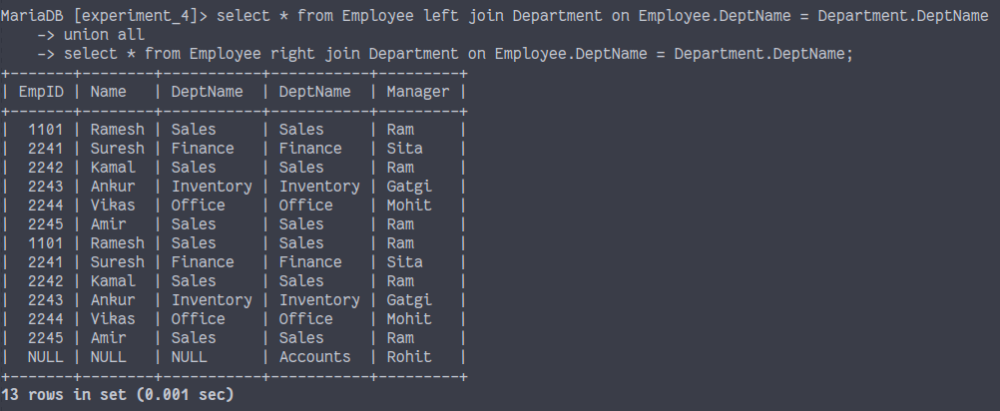 MariaDB [experiment_4]> select * from Employee left join Department on Employee.DeptName = Department.DeptName
    -> union all
    -> select * from Employee right join Department on Employee.DeptName = Department.DeptName;
+-------+--------+-----------+-----------+---------+
| EmpID | Name   | DeptName  | DeptName  | Manager |
+-------+--------+-----------+-----------+---------+
|  1101 | Ramesh | Sales     | Sales     | Ram     |
|  2241 | Suresh | Finance   | Finance   | Sita    |
|  2242 | Kamal  | Sales     | Sales     | Ram     |
|  2243 | Ankur  | Inventory | Inventory | Gatgi   |
|  2244 | Vikas  | Office    | Office    | Mohit   |
|  2245 | Amir   | Sales     | Sales     | Ram     |
|  1101 | Ramesh | Sales     | Sales     | Ram     |
|  2241 | Suresh | Finance   | Finance   | Sita    |
|  2242 | Kamal  | Sales     | Sales     | Ram     |
|  2243 | Ankur  | Inventory | Inventory | Gatgi   |
|  2244 | Vikas  | Office    | Office    | Mohit   |
|  2245 | Amir   | Sales     | Sales     | Ram     |
|  NULL | NULL   | NULL      | Accounts  | Rohit   |
+-------+--------+-----------+-----------+---------+
13 rows in set (0.001 sec)